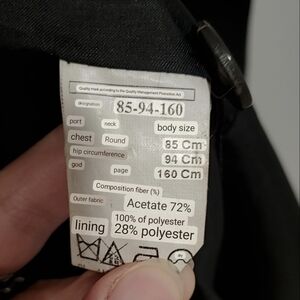 Quality Mark according to the Quality Management Promotion Act
designation 85-94-160
port neck body size
chest Round 85 Cm
hip circumference 94 Cm
god page 160 Cm
Composition fiber (%)
Outer fabric Acetate 72%
100% of polyester
lining 28% polyester